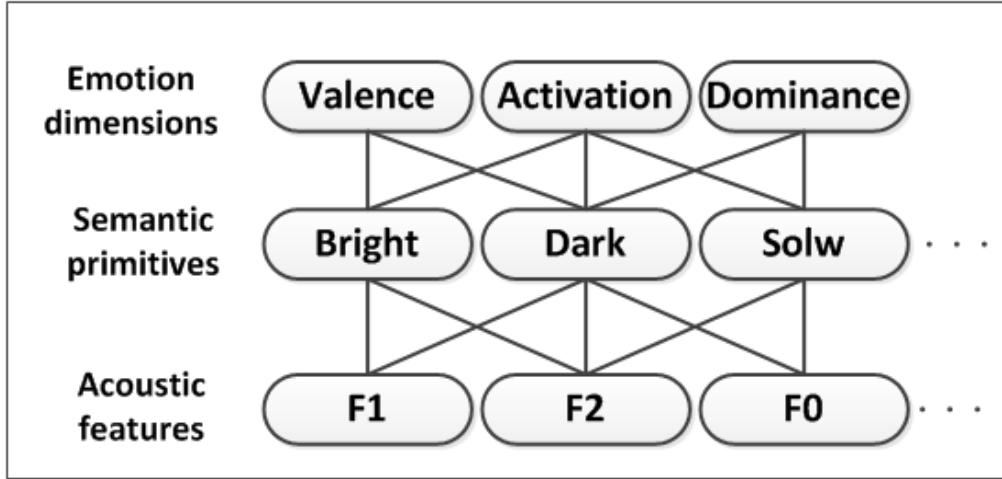 Emotion
dimensions
Valence
Activation
Dominance
Semantic
primitives
Bright
Dark
Solw
. . .
Acoustic
features
F1
F2
F0
. . .